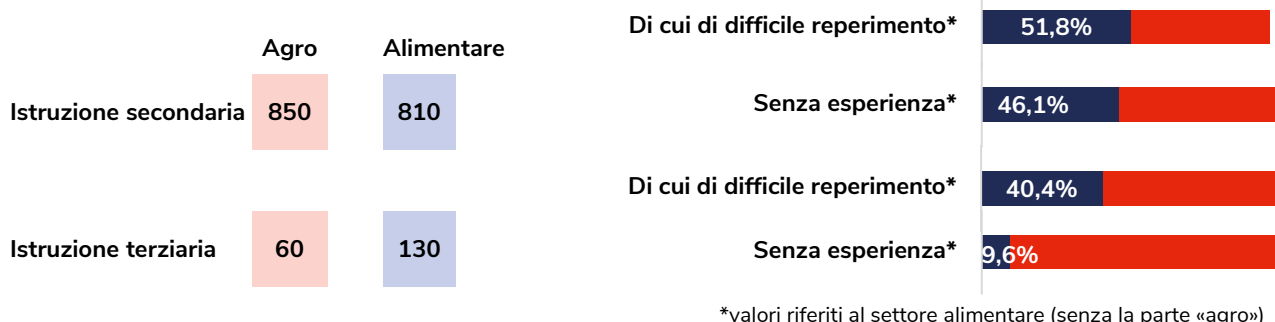 Agro Alimentare
Istruzione secondaria 850 810
Istruzione terziaria 60 130
Di cui di difficile reperimento* 51,8%
Senza esperienza* 46,1%
Di cui di difficile reperimento* 40,4%
Senza esperienza* 9,6%
*valori riferiti al settore alimentare (senza la parte «agro»)